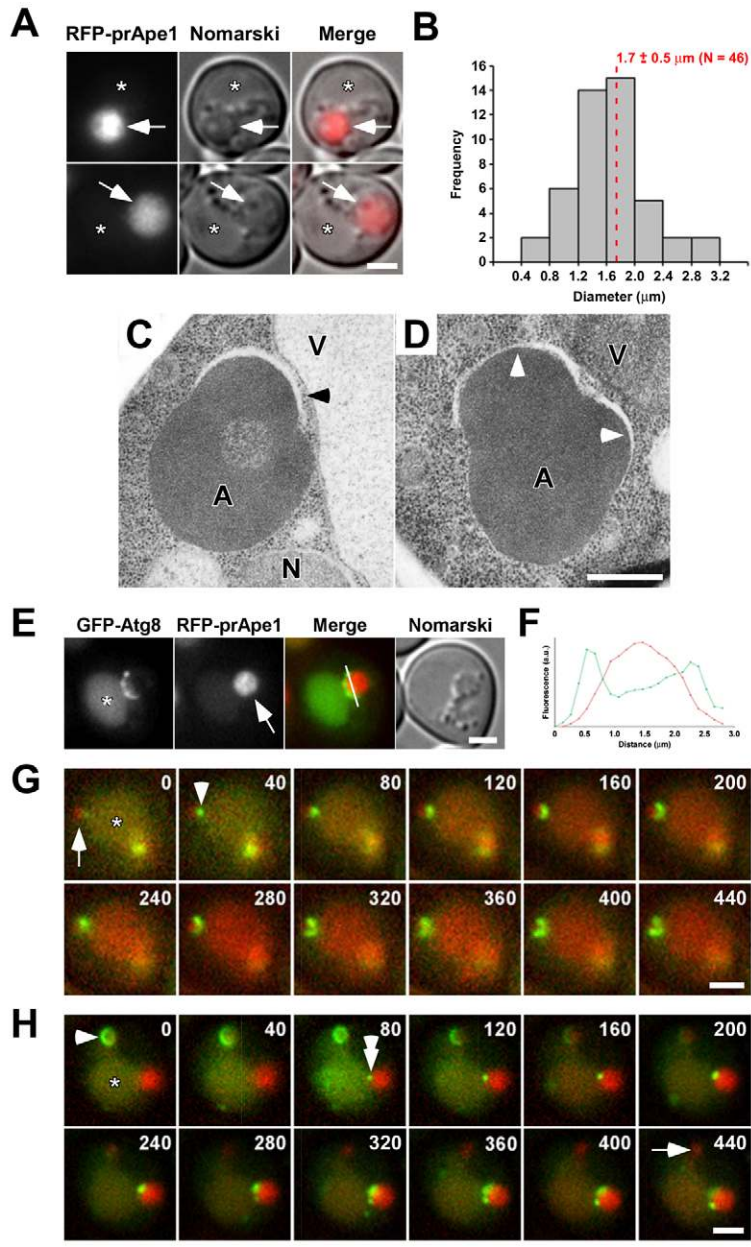 A
RFP-prApe1 Nomarski Merge
*
*
*
*
*
*
B
1.7 ± 0.5 µm (N = 46)
Frequency
16
14
12
10
8
6
4
2
0
0.4 0.8 1.2 1.6 2.0 2.4 2.8 3.2
Diameter (µm)
C
V
A
N
D
V
A
E
GFP-Atg8 RFP-prApe1 Merge Nomarski
*
F
Fluorescence (a.u.)
0 0.5 1.0 1.5 2.0 2.5 3.0
Distance (µm)
G
0 40 80 120 160 200
*
240 280 320 360 400 440
H
0 40 80 120 160 200
*
240 280 320 360 400 440